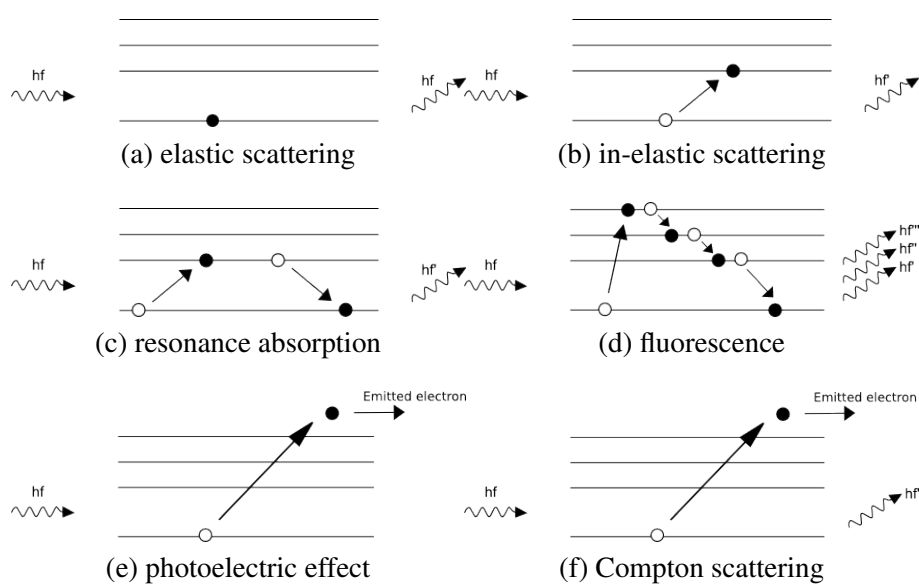 hf
hf
(a) elastic scattering
hf
hf'
(b) in-elastic scattering
hf
hf'
(c) resonance absorption
hf
hf'''
hf''
hf'
(d) fluorescence
Emitted electron
hf
(e) photoelectric effect
Emitted electron
hf
hf'
(f) Compton scattering